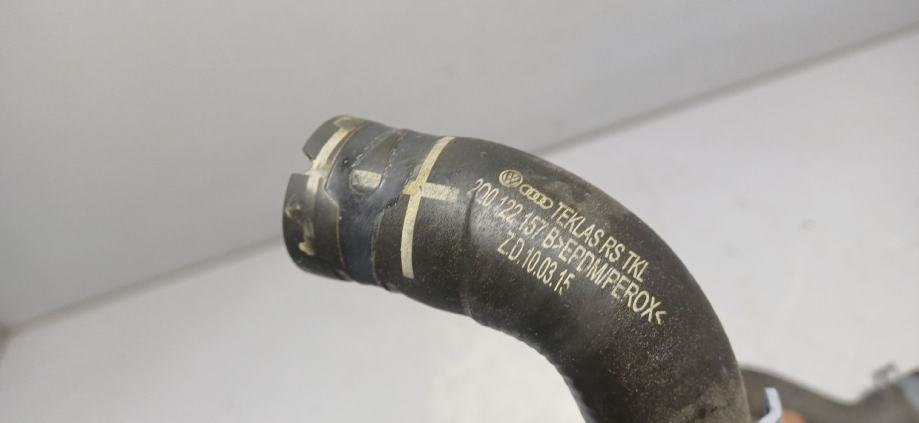 TEKLAS RS TKL
2Q0 122 157 B>EPDM/PEROX<
Z.D.10.03.15